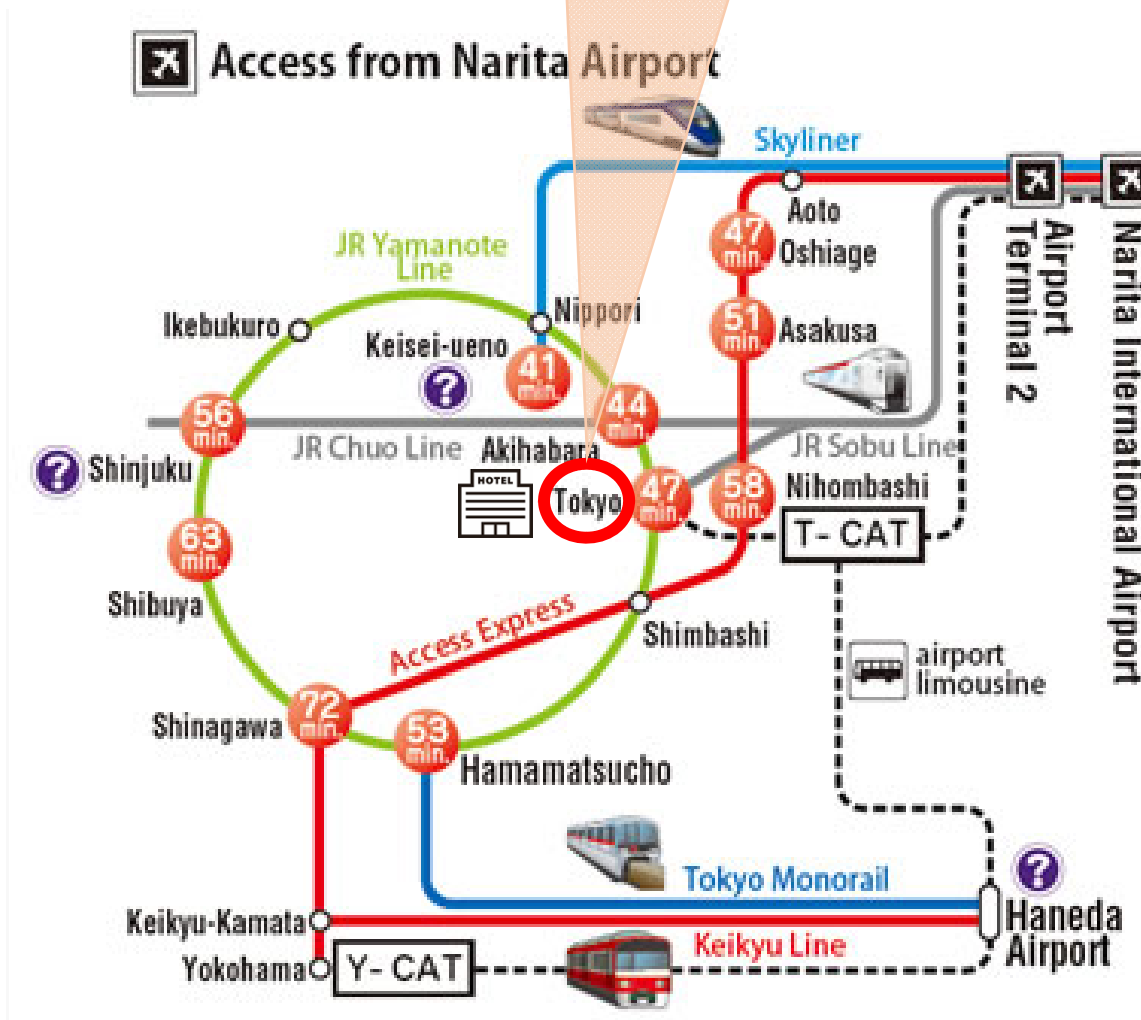 Access from Narita Airport
Skyliner
Aoto
47
min.
Oshiage
Airport
Terminal 2
Narita International Airport
JR Yamanote
Line
Nippori
Ikebukuro
Keisei-ueno
41
min.
51
min.
Asakusa
?
56
min.
44
min.
JR Chuo Line
Akihabara
JR Sobu Line
?
Shinjuku
HOTEL
Tokyo
47
min.
58
min.
Nihombashi
T- CAT
63
min.
Shibuya
Access Express
Shimbashi
airport
limousine
Shinagawa
72
min.
53
min.
Hamamatsucho
Tokyo Monorail
?
Haneda
Airport
Keikyu-Kamata
Keikyu Line
Yokohama
Y- CAT